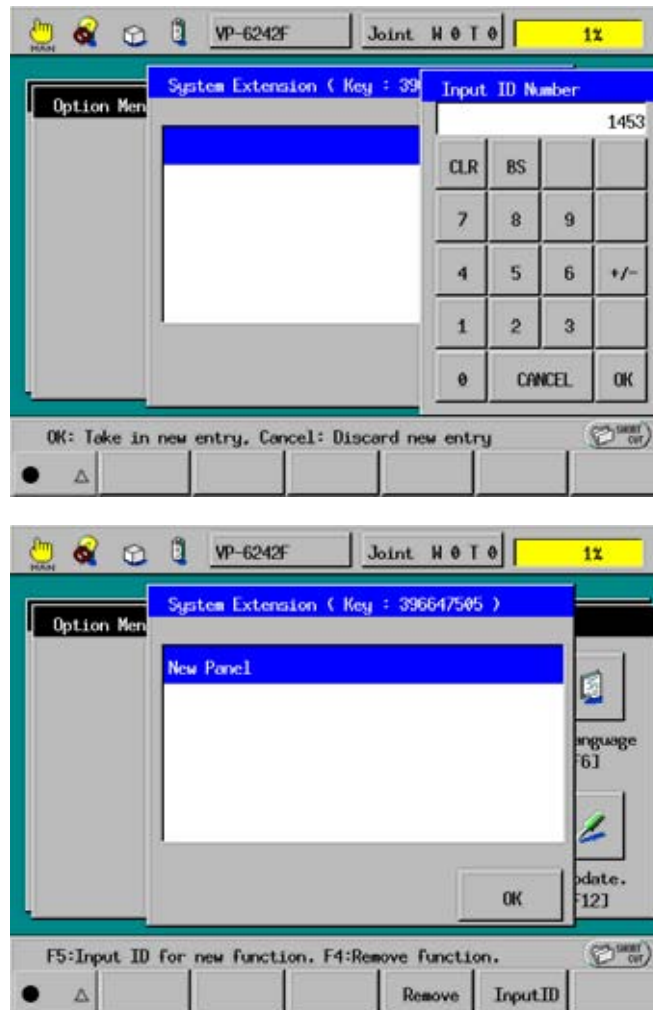 MAN VP-6242F Joint W 0 T 0 1%
System Extension ( Key : 39 Input ID Number
Option Men
1453
CLR BS
7 8 9
4 5 6 +/-
1 2 3
0 CANCEL OK
OK: Take in new entry, Cancel: Discard new entry SHORT CUT
MAN VP-6242F Joint W 0 T 0 1%
System Extension ( Key : 396647505 )
Option Men
New Panel
anguage
F6]
pdate.
OK F12]
F5:Input ID for new function. F4:Remove function. SHORT CUT
Remove InputID